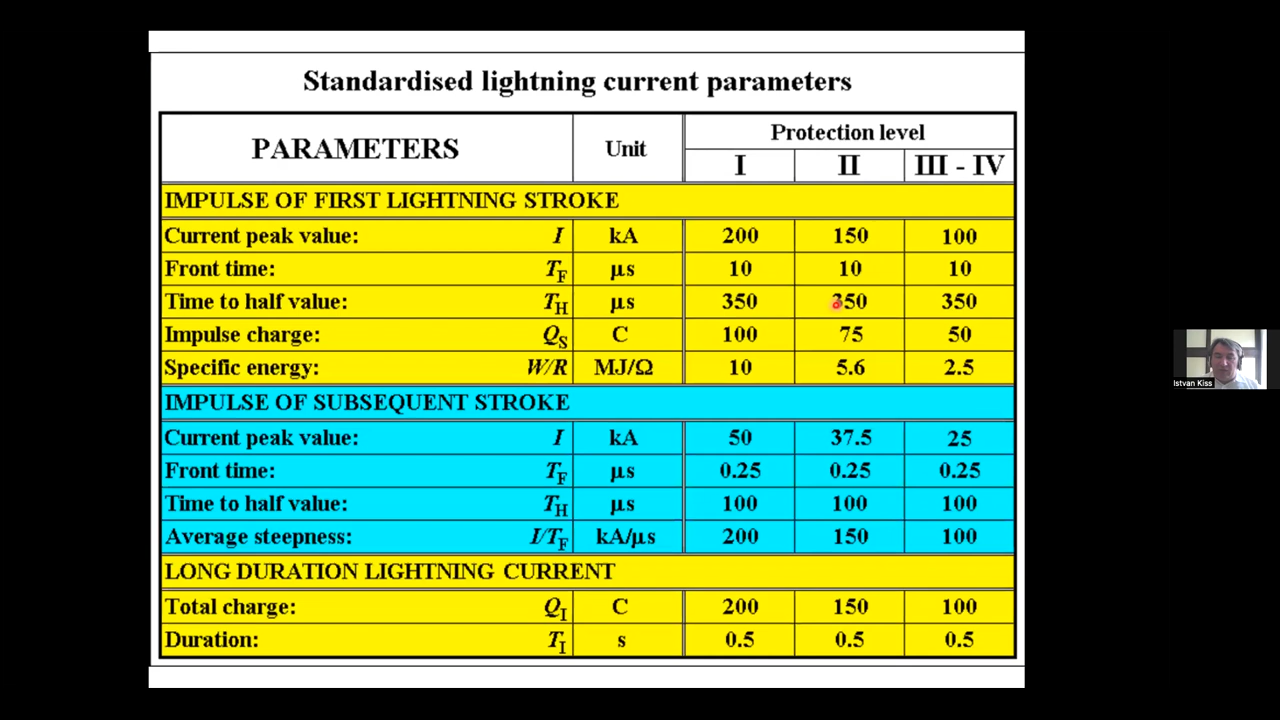 Standardised lightning current parameters
PARAMETERS Unit Protection level
I II III - IV
IMPULSE OF FIRST LIGHTNING STROKE
Current peak value: I kA 200 150 100
Front time: TF µs 10 10 10
Time to half value: TH µs 350 350 350
Impulse charge: QS C 100 75 50
Specific energy: W/R MJ/Ω 10 5.6 2.5
IMPULSE OF SUBSEQUENT STROKE
Current peak value: I kA 50 37.5 25
Front time: TF µs 0.25 0.25 0.25
Time to half value: TH µs 100 100 100
Average steepness: I/TF kA/µs 200 150 100
LONG DURATION LIGHTNING CURRENT
Total charge: QI C 200 150 100
Duration: TI s 0.5 0.5 0.5
Istvan Kiss